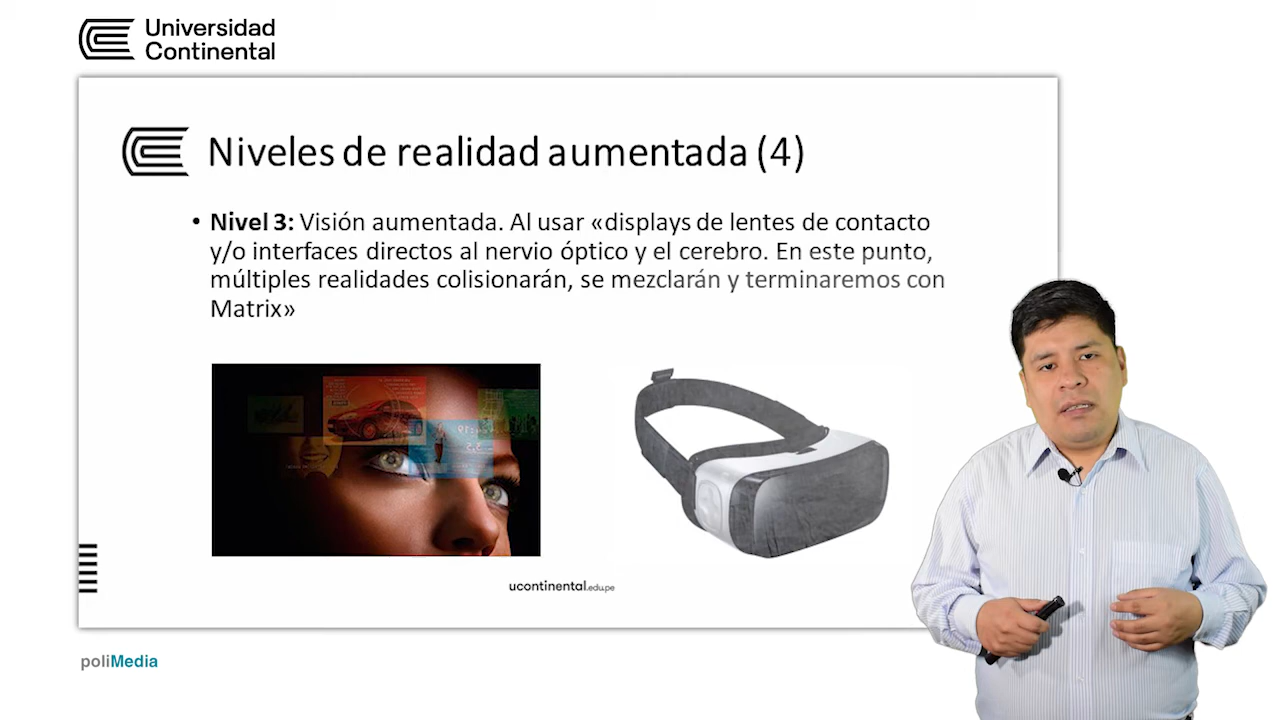 Universidad
Continental
Niveles de realidad aumentada (4)
• Nivel 3: Visión aumentada. Al usar «displays de lentes de contacto
y/o interfaces directos al nervio óptico y el cerebro. En este punto,
múltiples realidades colisionarán, se mezclarán y terminaremos con
Matrix»
ucontinental.edu.pe
poliMedia